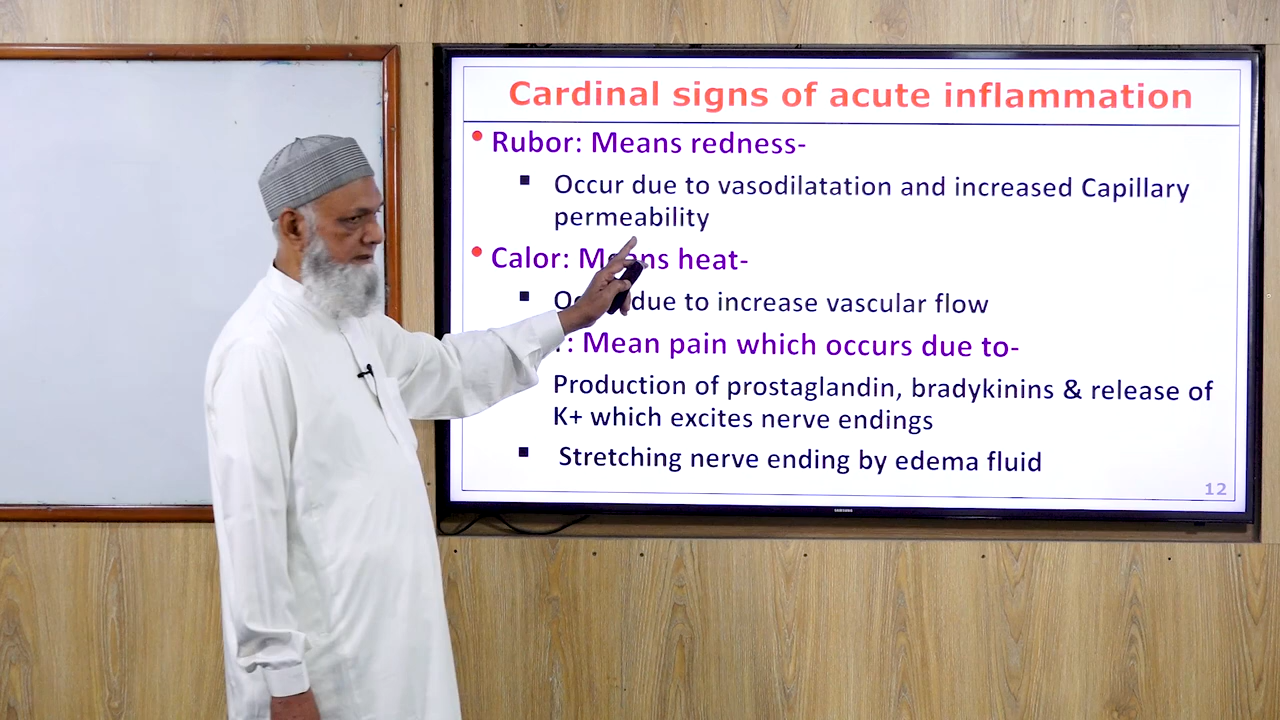 Cardinal signs of acute inflammation
Rubor: Means redness-
Occur due to vasodilatation and increased Capillary
permeability
Calor: Means heat-
due to increase vascular flow
: Mean pain which occurs due to-
Production of prostaglandin, bradykinins & release of
K+ which excites nerve endings
Stretching nerve ending by edema fluid
12
SAMSUNG